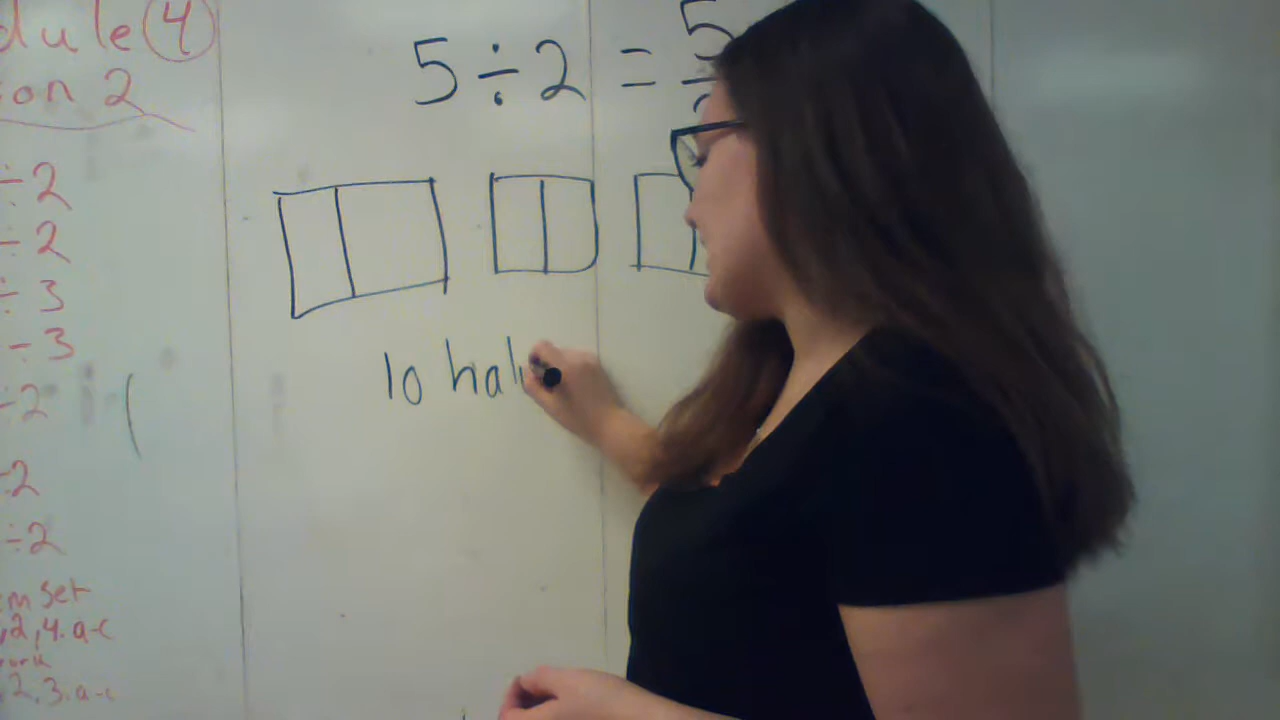 dule 4
on 2
÷ 2
÷ 2
÷ 3
÷ 3
÷2
2
÷2
m set
,2,4.a-c
ork
2,3.a-c
5 ÷ 2 = 5
10 hal